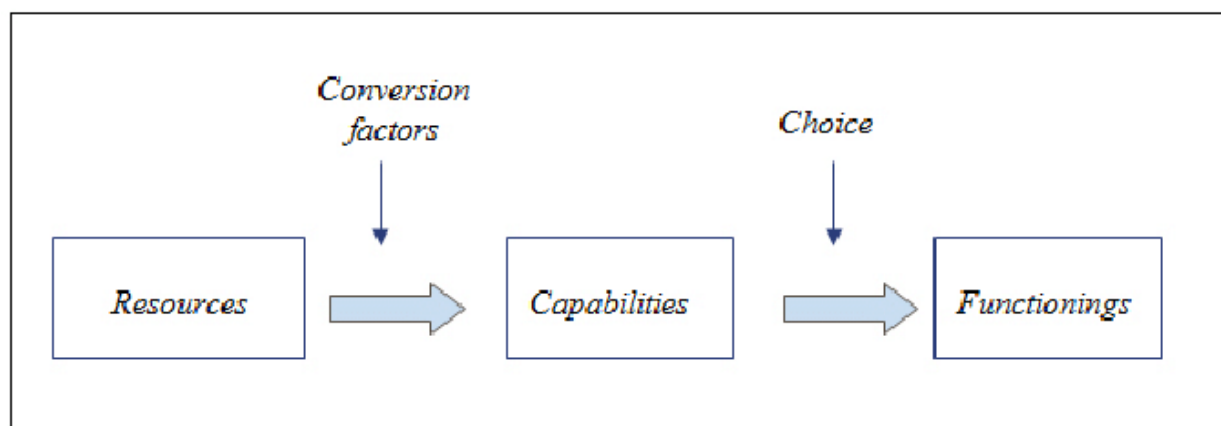 Conversion
factors
Choice
Resources
Capabilities
Functionings